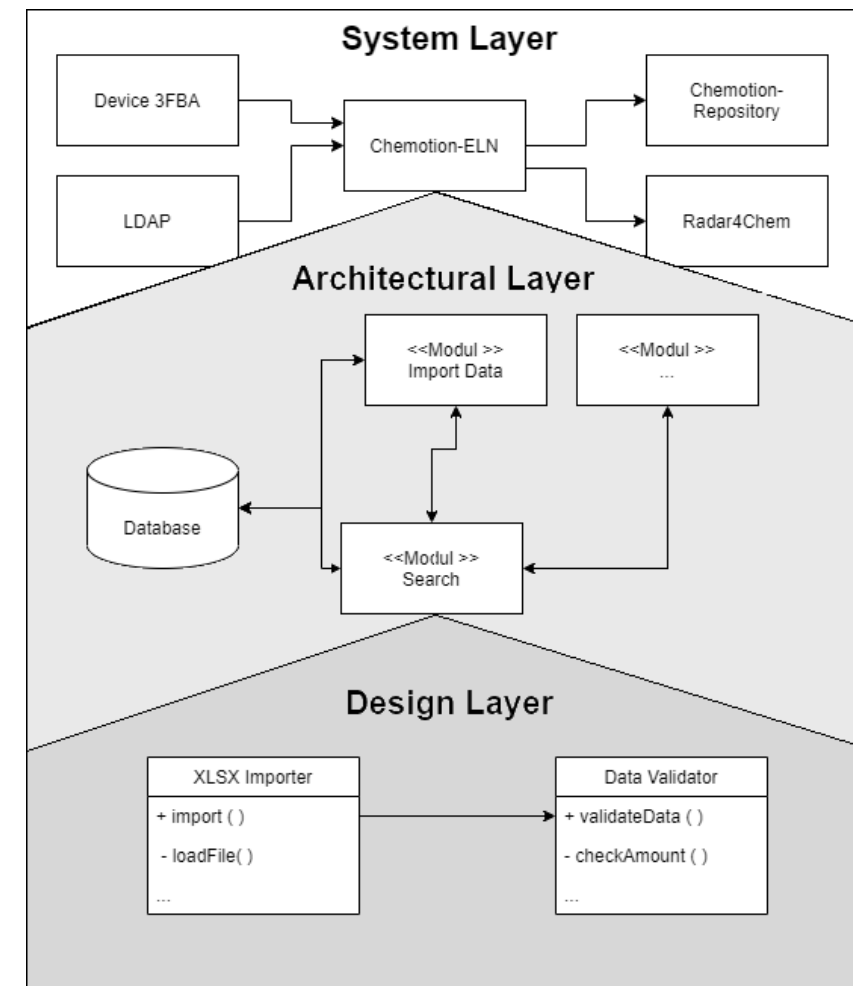 System Layer
Device 3FBA
Chemotion-ELN
Chemotion-
Repository
LDAP
Radar4Chem
Architectural Layer
<<Modul >>
Import Data
<<Modul >>
...
Database
<<Modul >>
Search
Design Layer
XLSX Importer
+ import ( )
- loadFile( )
...
Data Validator
+ validateData ( )
- checkAmount ( )
...